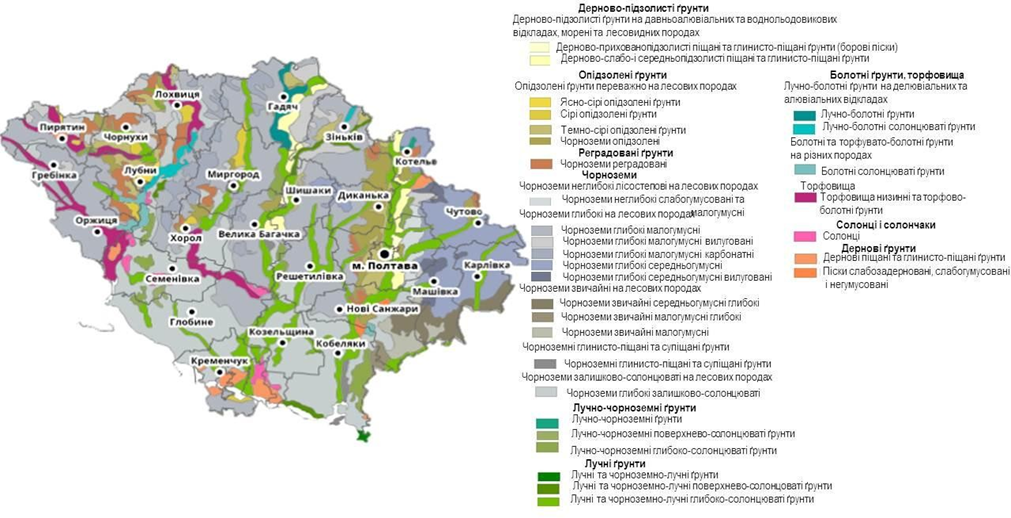 Дерново-підзолисті ґрунти
Дерново-підзолисті ґрунти на давньоалювіальних та воднольодовикових
відкладах, морені та лесовидних породах
Дерново-прихованопідзолисті піщані та глинисто-піщані ґрунти (борові піски)
Дерново-слабо-і середньопідзолисті піщані та глинисто-піщані ґрунти
Опідзолені ґрунти
Опідзолені ґрунти переважно на лесових породах
Ясно-сірі опідзолені ґрунти
Сірі опідзолені ґрунти
Темно-сірі опідзолені ґрунти
Чорноземи опідзолені
Реградовані ґрунти
Чорноземи реградовані
Чорноземи
Чорноземи неглибокі лісостепові на лесових породах
Чорноземи неглибокі слабогумусовані та
малогумусні
Чорноземи глибокі на лесових породах
Чорноземи глибокі малогумусні
Чорноземи глибокі малогумусні вилуговані
Чорноземи глибокі малогумусні карбонатні
Чорноземи глибокі середньогумусні
Чорноземи глибокі середньогумусні вилуговані
Чорноземи звичайні на лесових породах
Чорноземи звичайні середньогумусні глибокі
Чорноземи звичайні малогумусні глибокі
Чорноземи звичайні малогумусні
Чорноземні глинисто-піщані та супіщані ґрунти
Чорноземні глинисто-піщані та супіщані ґрунти
Чорноземи залишково-солонцюваті на лесових породах
Чорноземи глибокі залишково-солонцюваті
Лучно-чорноземні ґрунти
Лучно-чорноземні ґрунти
Лучно-чорноземні поверхнево-солонцюваті ґрунти
Лучно-чорноземні глибоко-солонцюваті ґрунти
Лучні ґрунти
Лучні та чорноземно-лучні ґрунти
Лучні та чорноземно-лучні поверхнево-солонцоваті ґрунти
Лучні та чорноземно-лучні глибоко-солонцюваті ґрунти
Болотні ґрунти, торфовища
Лучно-болотні ґрунти на делювіальних та
алювіальних відкладах
Лучно-болотні ґрунти
Лучно-болотні солонцюваті ґрунти
Болотні та торфувато-болотні ґрунти
на різних породах
Болотні солонцюваті ґрунти
Торфовища
Торфовища низинні та торфово-
болотні ґрунти
Солонці і солончаки
Солонці
Дернові ґрунти
Дернові піщані та глинисто-піщані ґрунти
Піски слабозадерновані, слабогумусовані
і негумусовані
Лохвиця
Гадяч
Пирятин
Чорнухи
Зіньків
Котельв
Гребінка
Лубни
Миргород
Шишаки
Диканька
Оржиця
Хорол
Велика Багачка
Чутово
м. Полтава
Семенівка
Решетилівка
Карлівка
Машівка
Глобине
Нові Санжари
Козельщина
Кобеляки
Кременчук